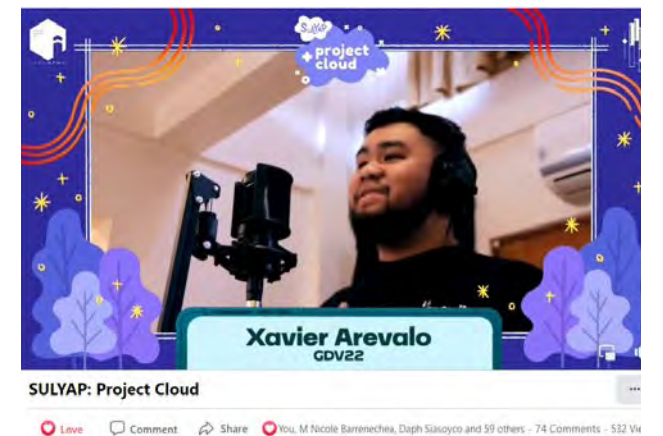 SULYAP
+ project
cloud
Xavier Arevalo
GDV22
SULYAP: Project Cloud
Love Comment Share You, M Nicole Barrenechea, Daph Siasoyco and 59 others - 74 Comments - 532